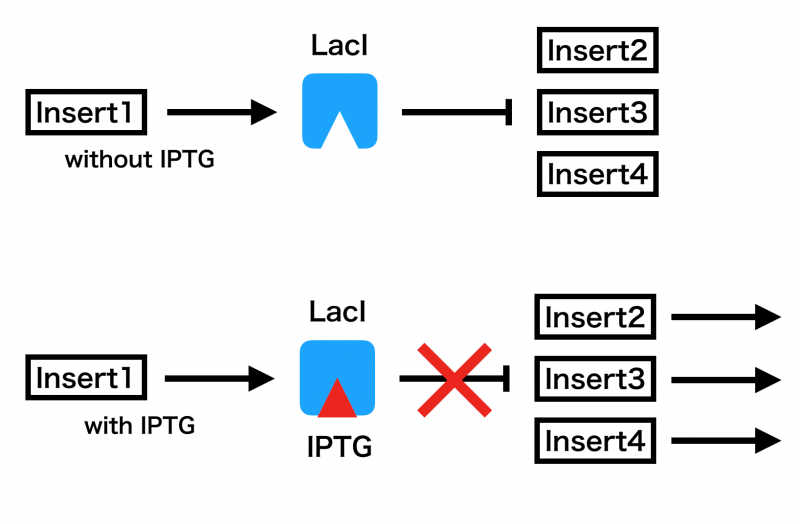 LacI
Insert1
without IPTG
Insert2
Insert3
Insert4
LacI
Insert1
with IPTG
IPTG
Insert2
Insert3
Insert4